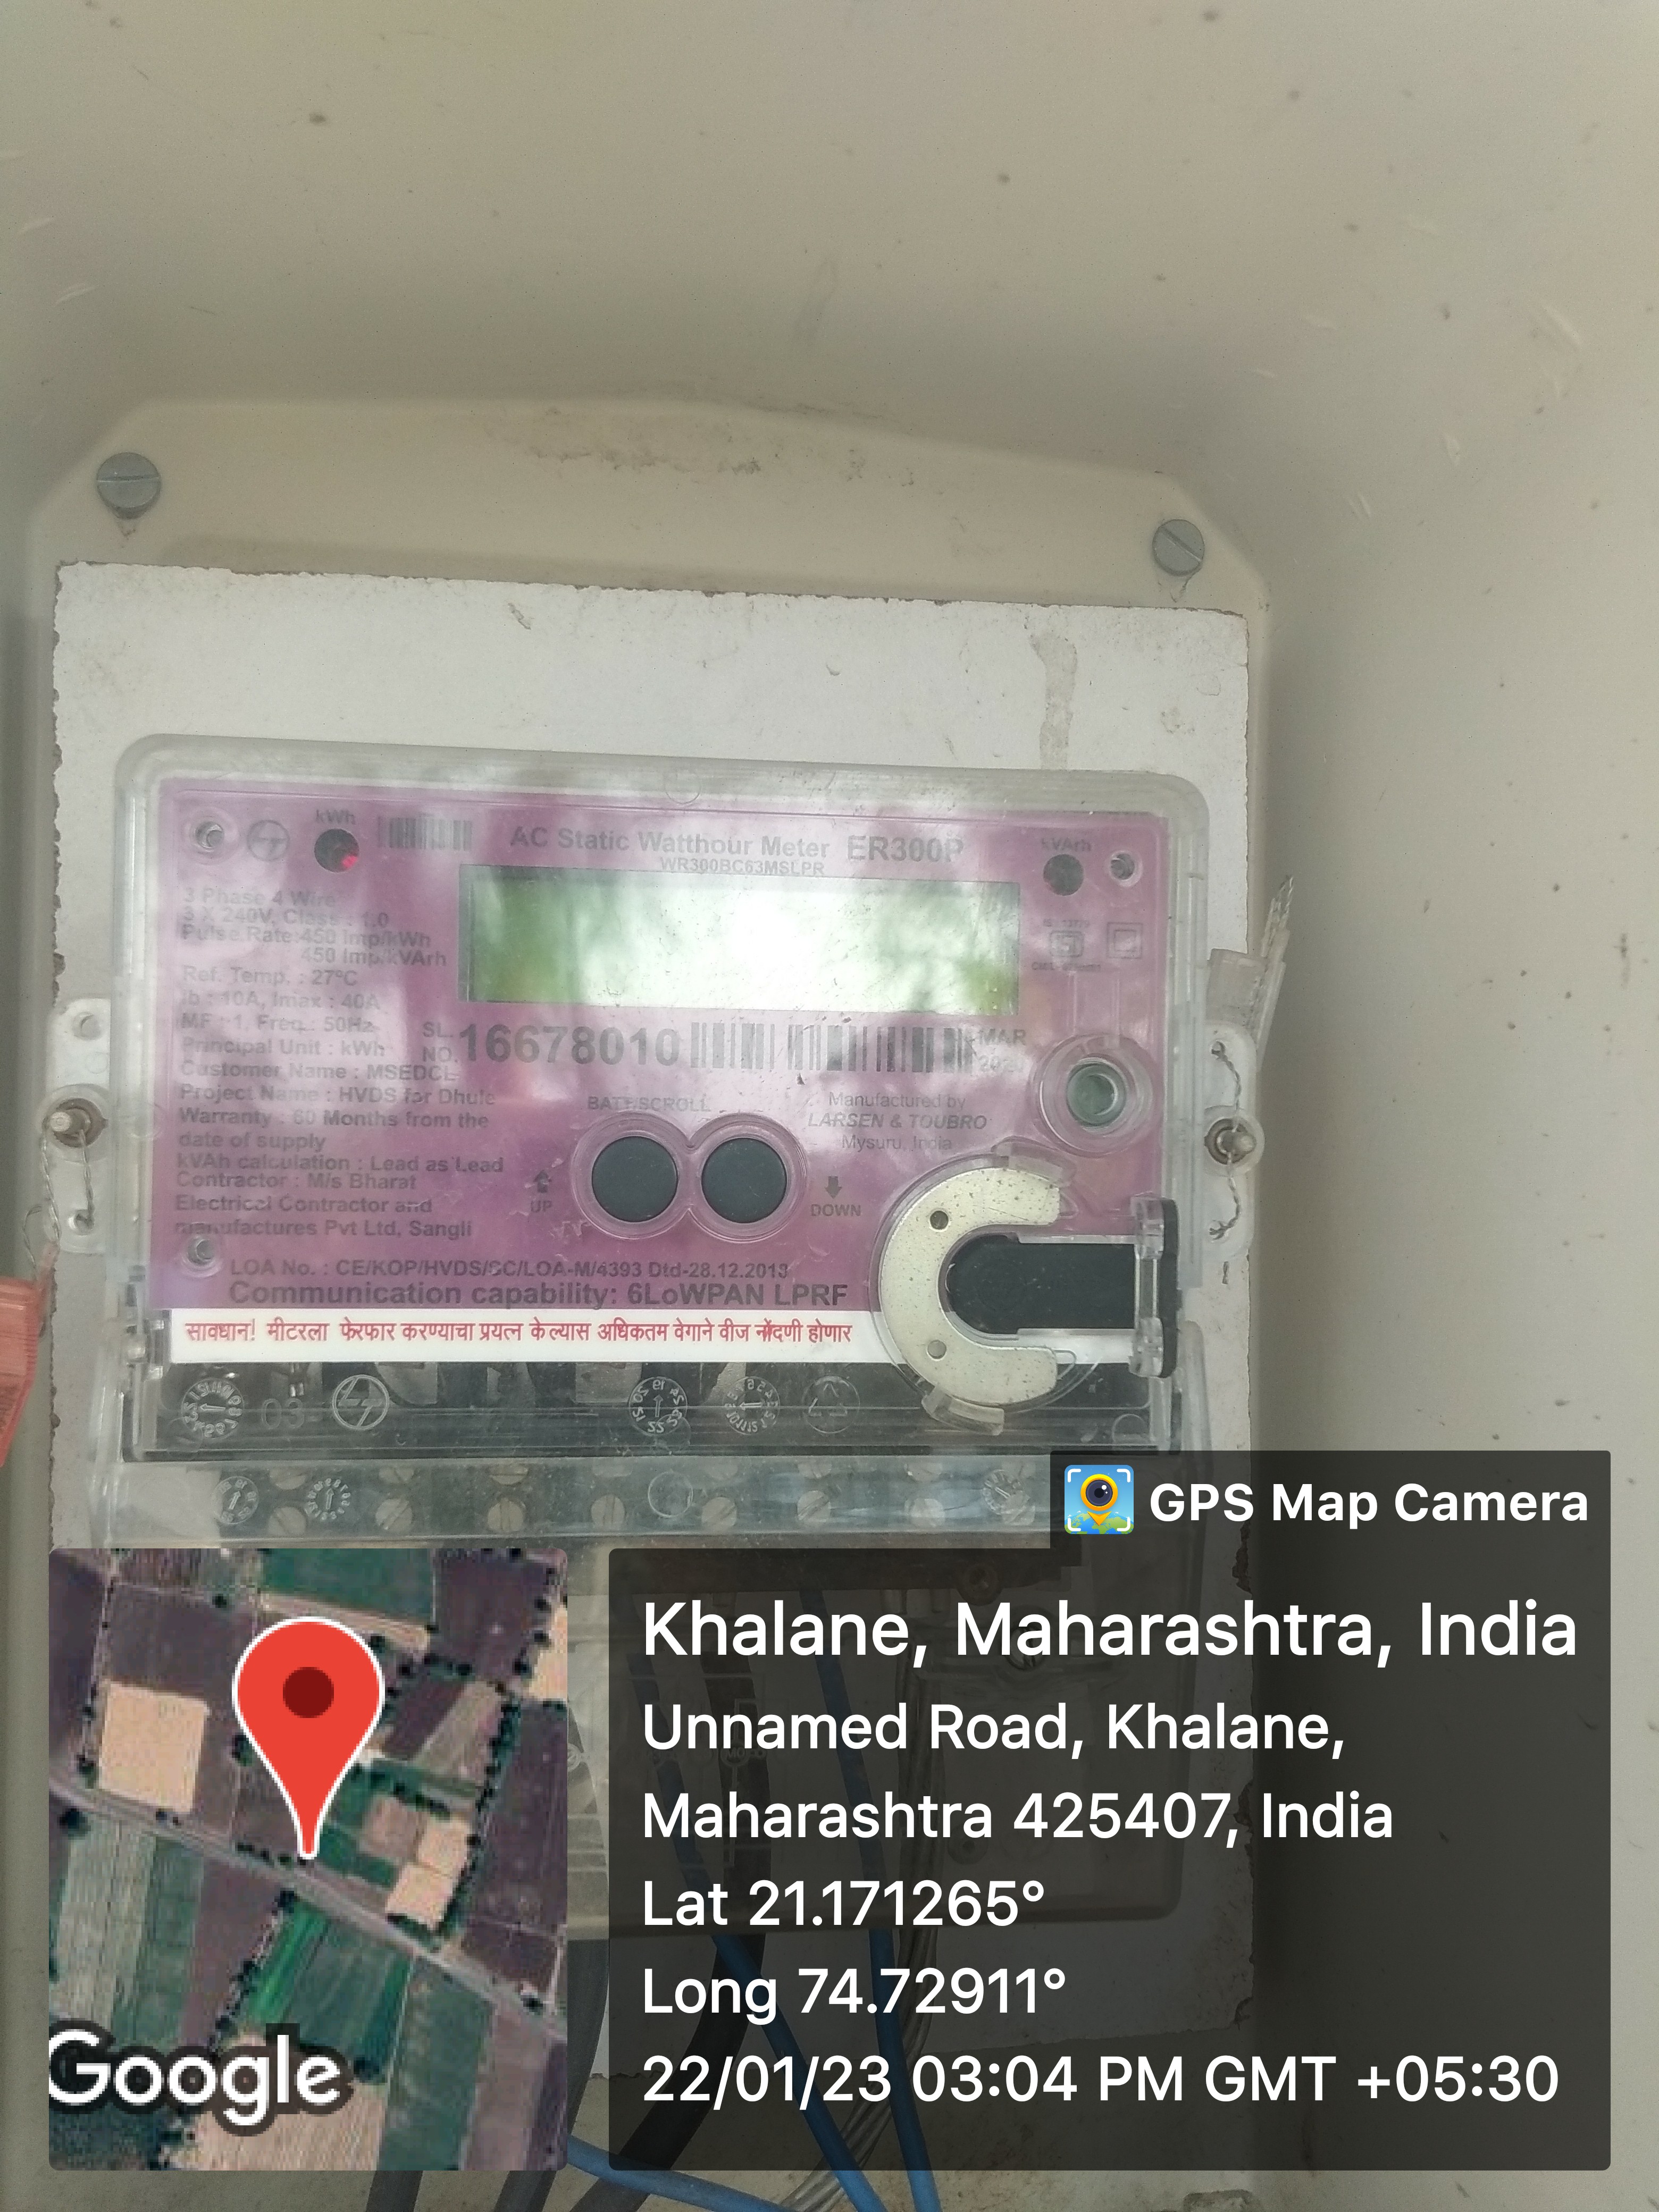 kWh
AC Static Watthour Meter ER300P
WR300BC63MSLPR
kVArh
3 Phase 4 Wire
3 X 240V, Class : 1.0
Pulse Rate:450 Imp/kWh
450 Imp/kVArh
Ref. Temp. : 27°C
Ib : 10A, Imax : 40A
MF : 1, Freq.: 50Hz
Principal Unit : kWh
Customer Name : MSEDCL
Project Name : HVDS for Dhule
Warranty : 60 Months from the
date of supply
kVAh calculation : Lead as Lead
Contractor : M/s Bharat
Electrical Contractor and
manufactures Pvt Ltd, Sangli
SL.
NO.
16678010
MAR
BATT.SCROLL
UP
DOWN
Manufactured by
LARSEN & TOUBRO
Mysuru, India
LOA No. : CE/KOP/HVDS/SC/LOA-M/4393 Dtd-28.12.2018
Communication capability: 6LoWPAN LPRF
सावधान! मीटरला फेरफार करण्याचा प्रयत्न केल्यास अधिकतम वेगाने वीज नोंदणी होणार
03
GPS Map Camera
Khalane, Maharashtra, India
Unnamed Road, Khalane,
Maharashtra 425407, India
Lat 21.171265°
Long 74.72911°
22/01/23 03:04 PM GMT +05:30
Google